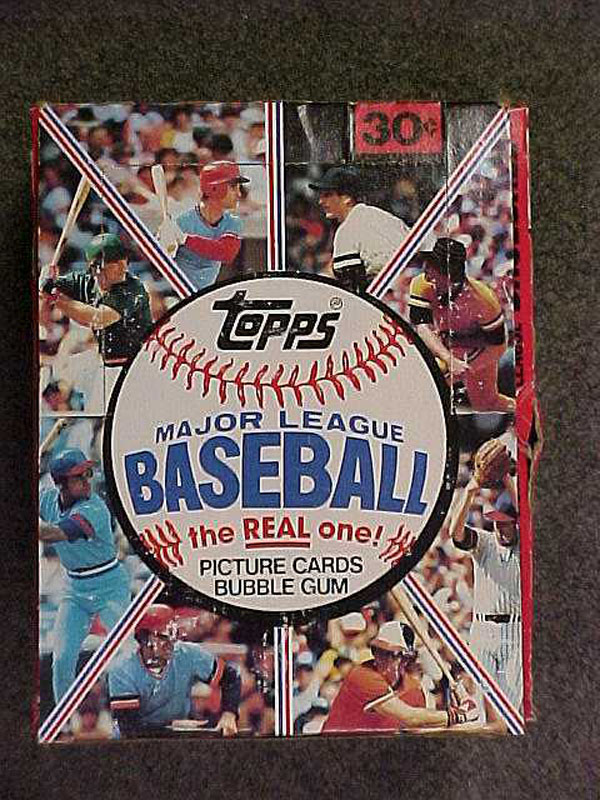 30¢
TOPPS®
MAJOR LEAGUE
BASEBALL
the REAL one!
PICTURE CARDS
BUBBLE GUM